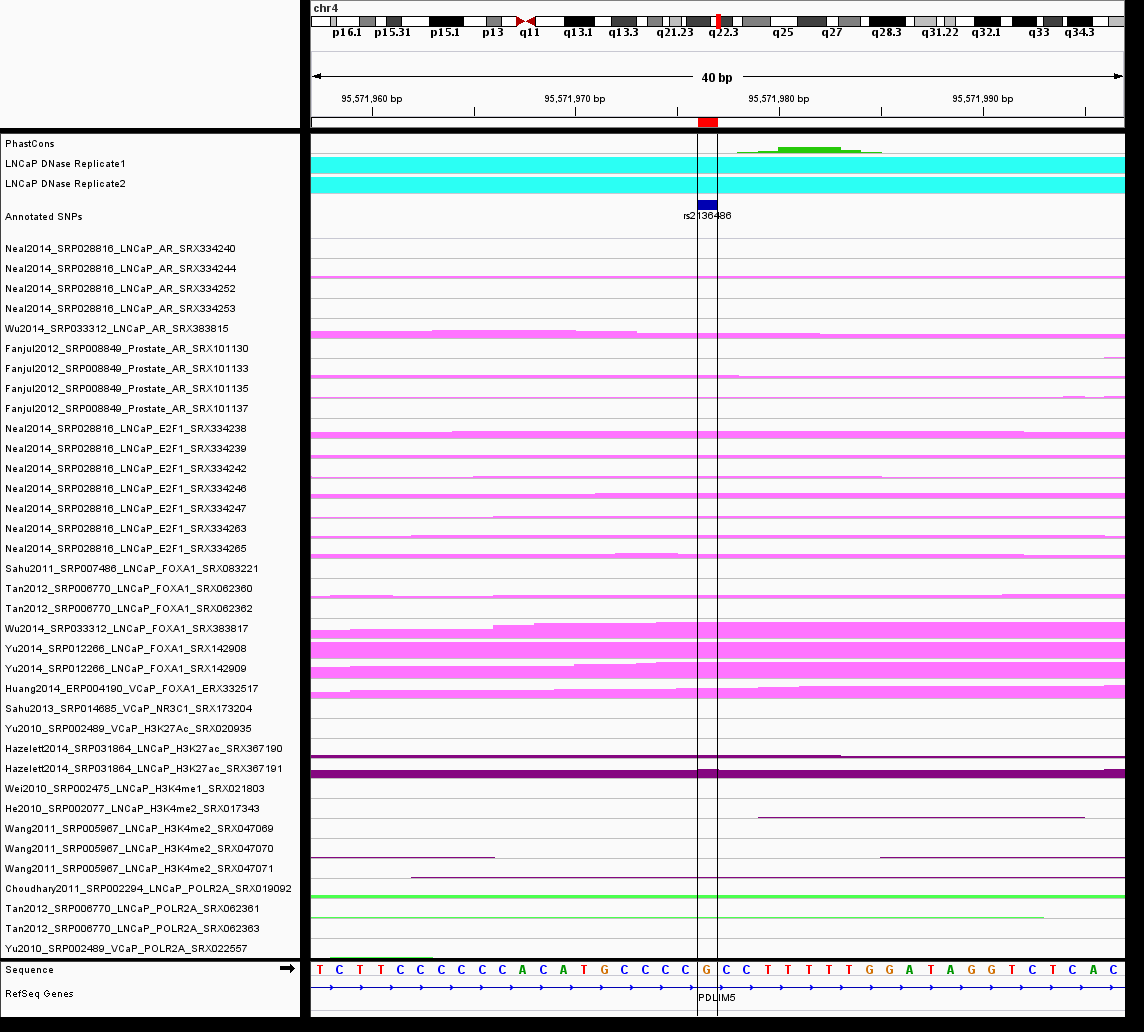 chr4
p16.1 p15.31 p15.1 p13 q11 q13.1 q13.3 q21.23 q22.3 q25 q27 q28.3 q31.22 q32.1 q33 q34.3
40 bp
95,571,960 bp 95,571,970 bp 95,571,980 bp 95,571,990 bp
PhastCons
LNCaP DNase Replicate1
LNCaP DNase Replicate2
Annotated SNPs
rs2136486
Neal2014_SRP028816_LNCaP_AR_SRX334240
Neal2014_SRP028816_LNCaP_AR_SRX334244
Neal2014_SRP028816_LNCaP_AR_SRX334252
Neal2014_SRP028816_LNCaP_AR_SRX334253
Wu2014_SRP033312_LNCaP_AR_SRX383815
Fanjul2012_SRP008849_Prostate_AR_SRX101130
Fanjul2012_SRP008849_Prostate_AR_SRX101133
Fanjul2012_SRP008849_Prostate_AR_SRX101135
Fanjul2012_SRP008849_Prostate_AR_SRX101137
Neal2014_SRP028816_LNCaP_E2F1_SRX334238
Neal2014_SRP028816_LNCaP_E2F1_SRX334239
Neal2014_SRP028816_LNCaP_E2F1_SRX334242
Neal2014_SRP028816_LNCaP_E2F1_SRX334246
Neal2014_SRP028816_LNCaP_E2F1_SRX334247
Neal2014_SRP028816_LNCaP_E2F1_SRX334263
Neal2014_SRP028816_LNCaP_E2F1_SRX334265
Sahu2011_SRP007486_LNCaP_FOXA1_SRX083221
Tan2012_SRP006770_LNCaP_FOXA1_SRX062360
Tan2012_SRP006770_LNCaP_FOXA1_SRX062362
Wu2014_SRP033312_LNCaP_FOXA1_SRX383817
Yu2014_SRP012266_LNCaP_FOXA1_SRX142908
Yu2014_SRP012266_LNCaP_FOXA1_SRX142909
Huang2014_ERP004190_VCaP_FOXA1_ERX332517
Sahu2013_SRP014685_VCaP_NR3C1_SRX173204
Yu2010_SRP002489_VCaP_H3K27Ac_SRX020935
Hazelett2014_SRP031864_LNCaP_H3K27ac_SRX367190
Hazelett2014_SRP031864_LNCaP_H3K27ac_SRX367191
Wei2010_SRP002475_LNCaP_H3K4me1_SRX021803
He2010_SRP002077_LNCaP_H3K4me2_SRX017343
Wang2011_SRP005967_LNCaP_H3K4me2_SRX047069
Wang2011_SRP005967_LNCaP_H3K4me2_SRX047070
Wang2011_SRP005967_LNCaP_H3K4me2_SRX047071
Choudhary2011_SRP002294_LNCaP_POLR2A_SRX019092
Tan2012_SRP006770_LNCaP_POLR2A_SRX062361
Tan2012_SRP006770_LNCaP_POLR2A_SRX062363
Yu2010_SRP002489_VCaP_POLR2A_SRX022557
Sequence T C T T C C C C C C A C A T G C C C C G C C T T T T T G G A T A G G T C T C A C
RefSeq Genes
PDLIM5